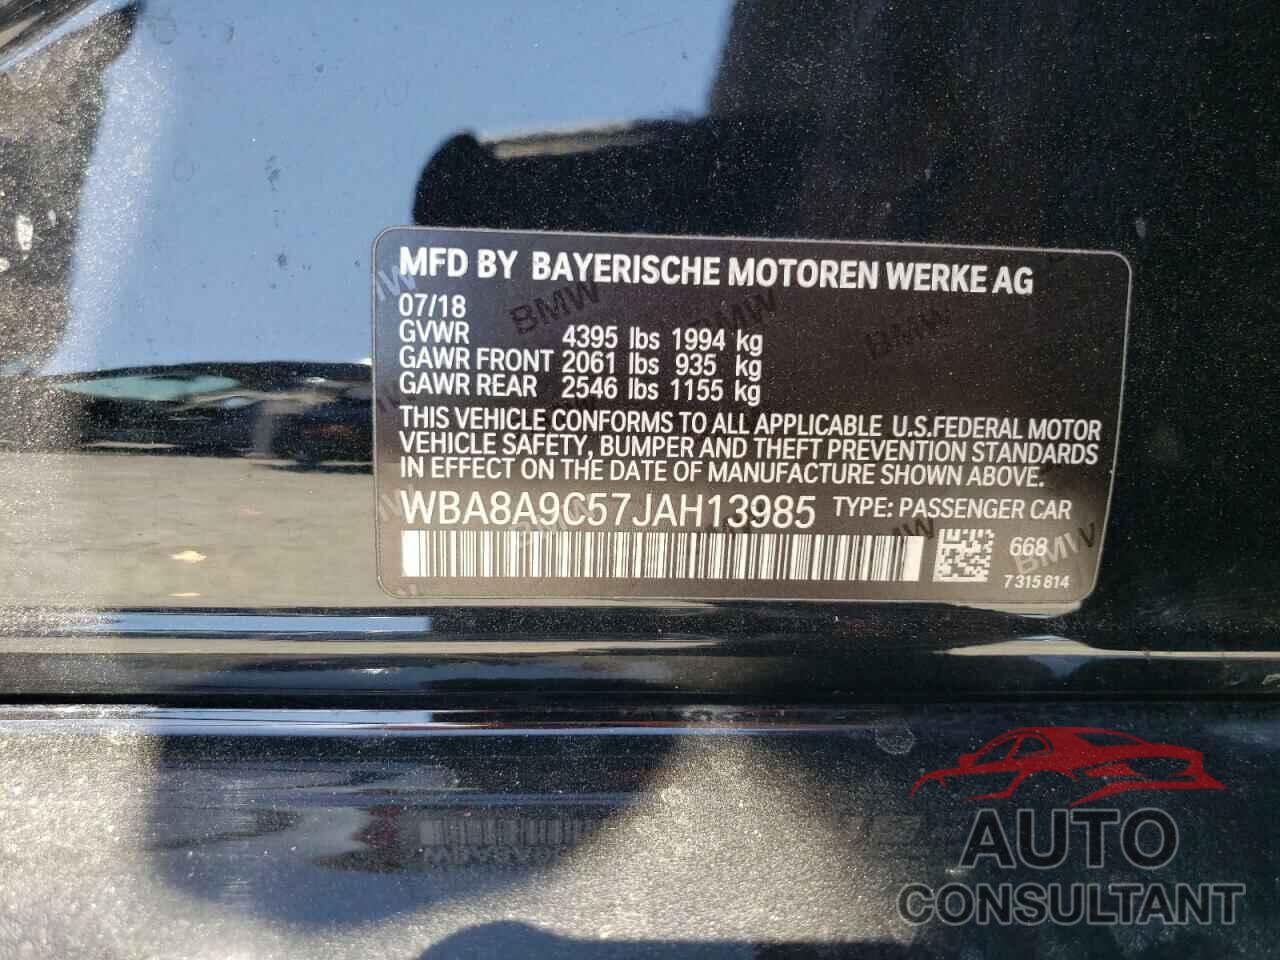 MFD BY BAYERISCHE MOTOREN WERKE AG
07/18
GVWR 4395 lbs 1994 kg
GAWR FRONT 2061 lbs 935 kg
GAWR REAR 2546 lbs 1155 kg
THIS VEHICLE CONFORMS TO ALL APPLICABLE U.S.FEDERAL MOTOR
VEHICLE SAFETY, BUMPER AND THEFT PREVENTION STANDARDS
IN EFFECT ON THE DATE OF MANUFACTURE SHOWN ABOVE.
WBA8A9C57JAH13985 TYPE: PASSENGER CAR
668
7 315 814
AUTO
CONSULTANT